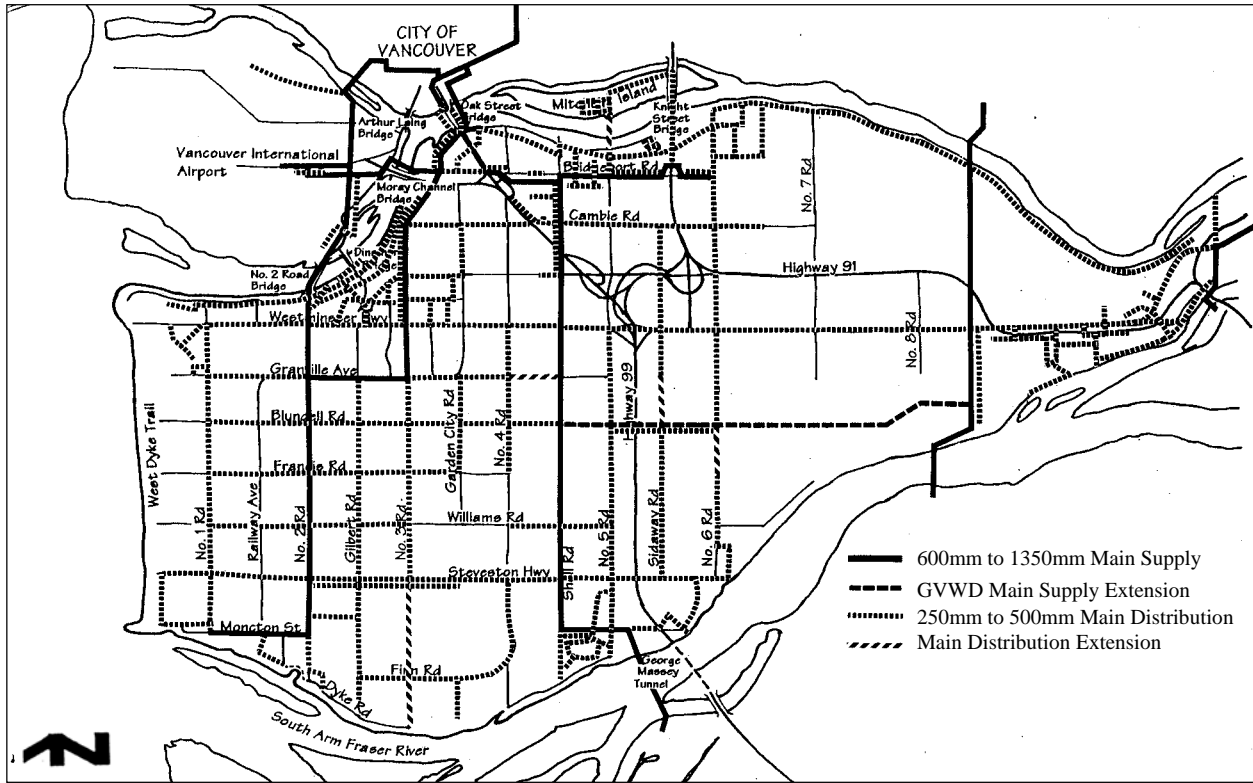 CITY OF
VANCOUVER
Oak Street
Bridge
Island
Knight
Street
Bridge
Arthur Laing
Bridge
Vancouver International
Airport
Moray Channel
Bridge
No. 7 Rd
Cambie Rd
No. 2 Road
Bridge
Highway 91
Westminster Hwy
No. 8 Rd
Granville Ave
Highway 99
Blundell Rd
Garden City Rd
No. 4 Rd
West Dyke Trail
Francis Rd
Williams Rd
No. 1 Rd
Railway Ave
No. 2 Rd
Gilbert Rd
No. 3 Rd
No. 5 Rd
Sidaway Rd
No. 6 Rd
Steveston Hwy
Shell Rd
Moncton St
Finn Rd
Dyke Rd
George
Massey
Tunnel
South Arm Fraser River
600mm to 1350mm Main Supply
GVWD Main Supply Extension
250mm to 500mm Main Distribution
Main Distribution Extension
N